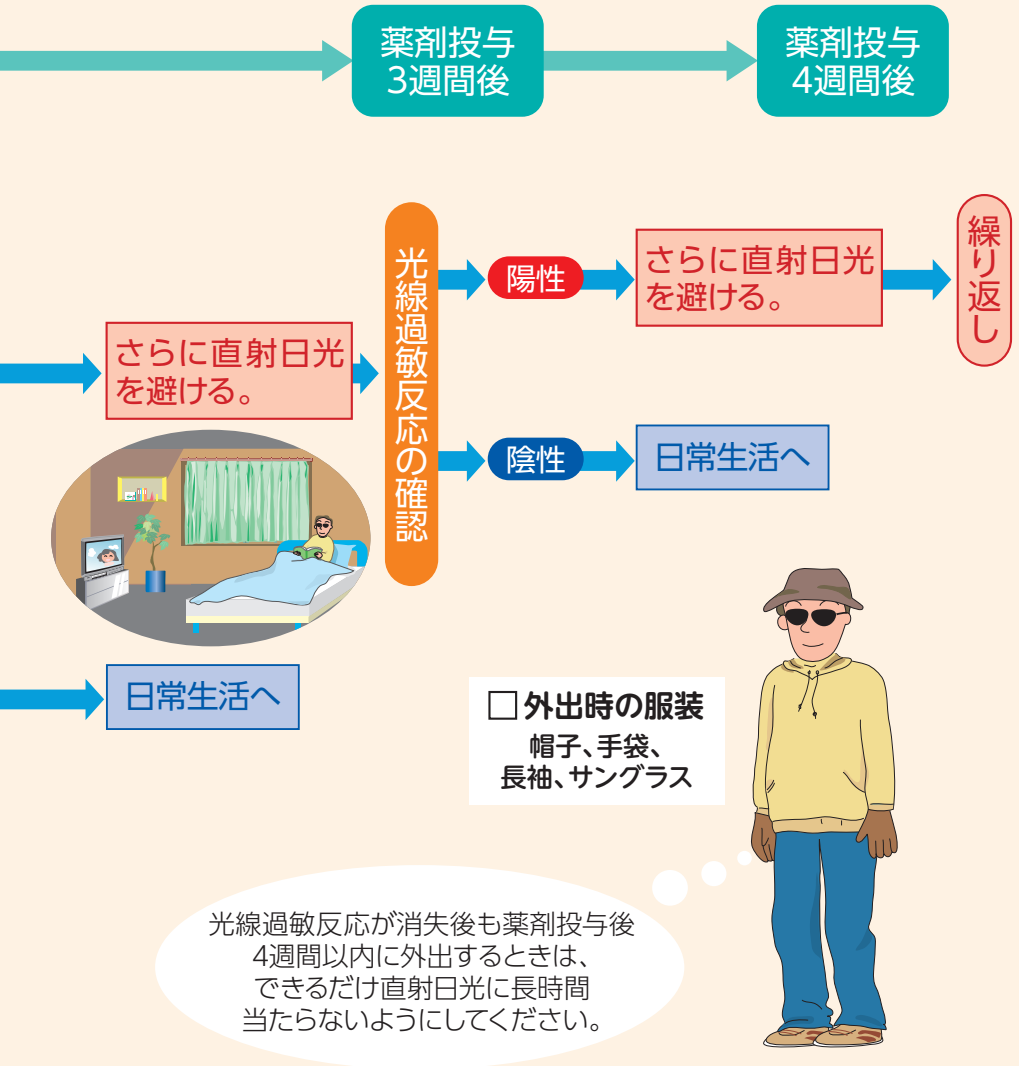 薬剤投与
3週間後
薬剤投与
4週間後
さらに直射日光
を避ける。
光線過敏反応の確認
陽性
さらに直射日光
を避ける。
繰り返し
陰性
日常生活へ
日常生活へ
□外出時の服装
帽子、手袋、
長袖、サングラス
光線過敏反応が消失後も薬剤投与後
4週間以内に外出するときは、
できるだけ直射日光に長時間
当たらないようにしてください。